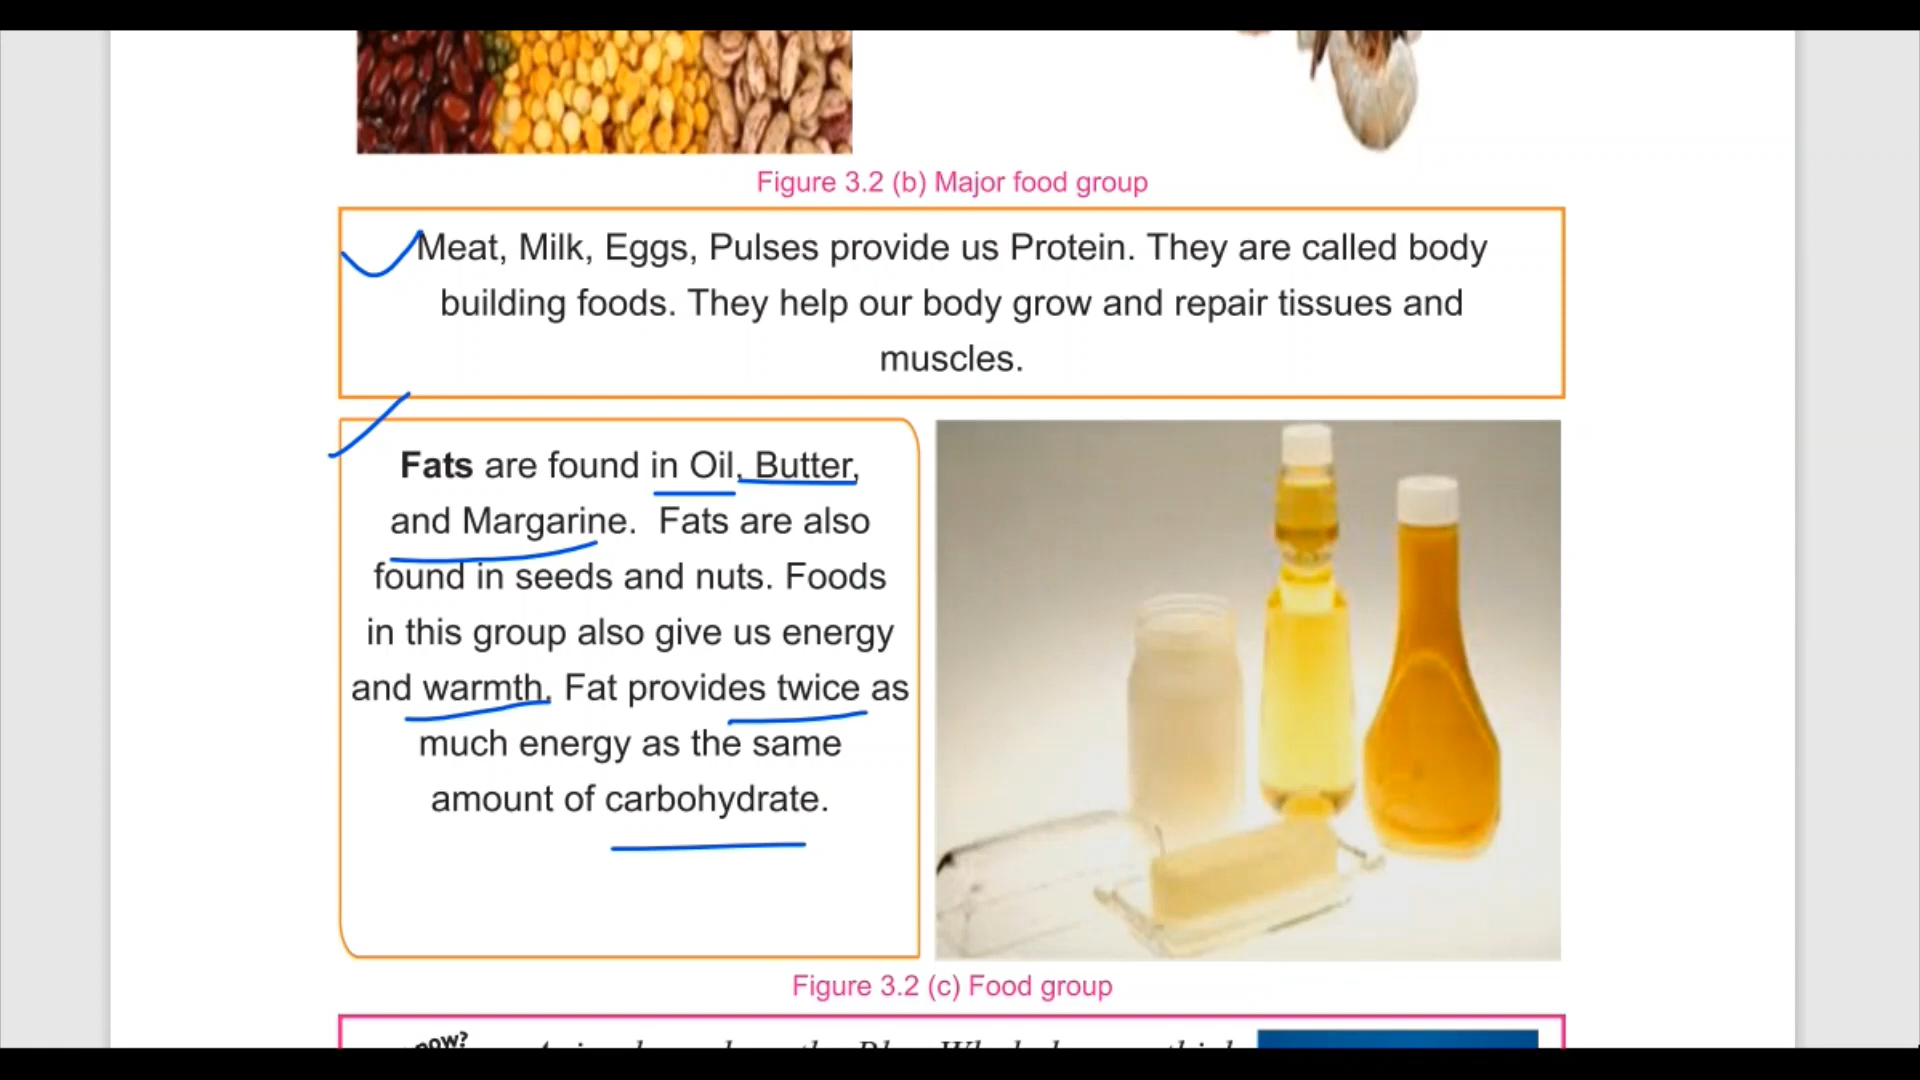 Figure 3.2 (b) Major food group
Meat, Milk, Eggs, Pulses provide us Protein. They are called body
building foods. They help our body grow and repair tissues and
muscles.
Fats are found in Oil, Butter,
and Margarine. Fats are also
found in seeds and nuts. Foods
in this group also give us energy
and warmth. Fat provides twice as
much energy as the same
amount of carbohydrate.
Figure 3.2 (c) Food group